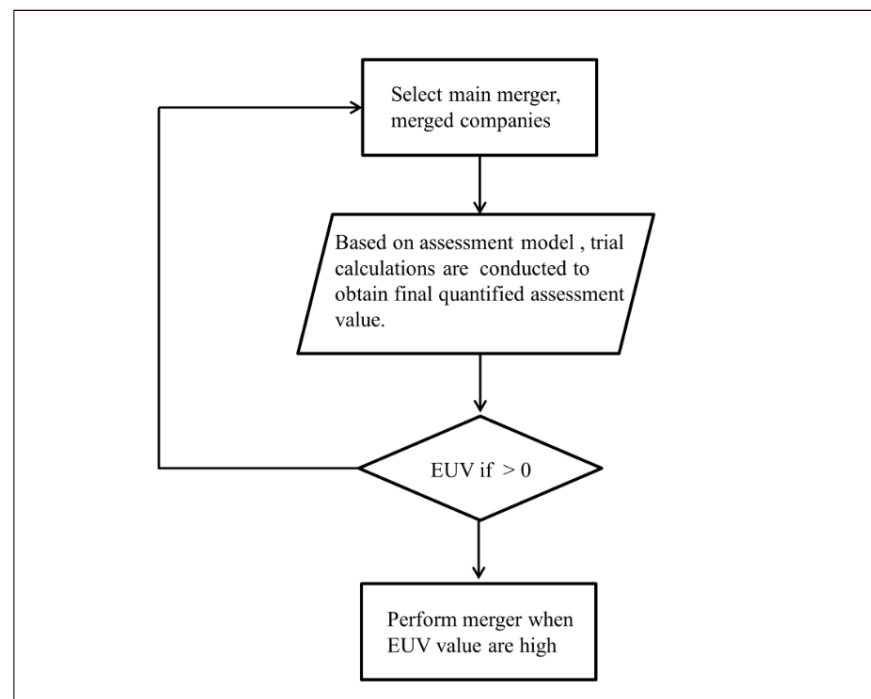 Select main merger,
merged companies
Based on assessment model , trial
calculations are conducted to
obtain final quantified assessment
value.
EUV if > 0
Perform merger when
EUV value are high